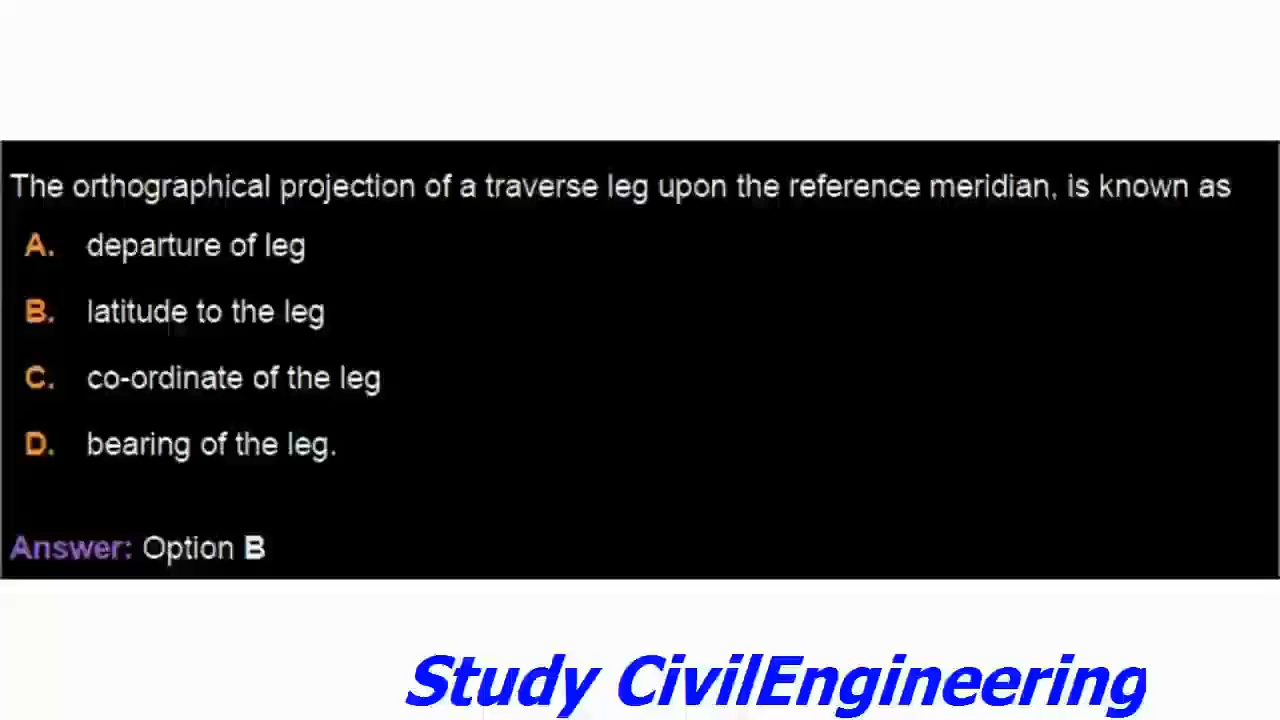 The orthographical projection of a traverse leg upon the reference meridian, is known as
A. departure of leg
B. latitude to the leg
C. co-ordinate of the leg
D. bearing of the leg.
Answer: Option B
Study CivilEngineering